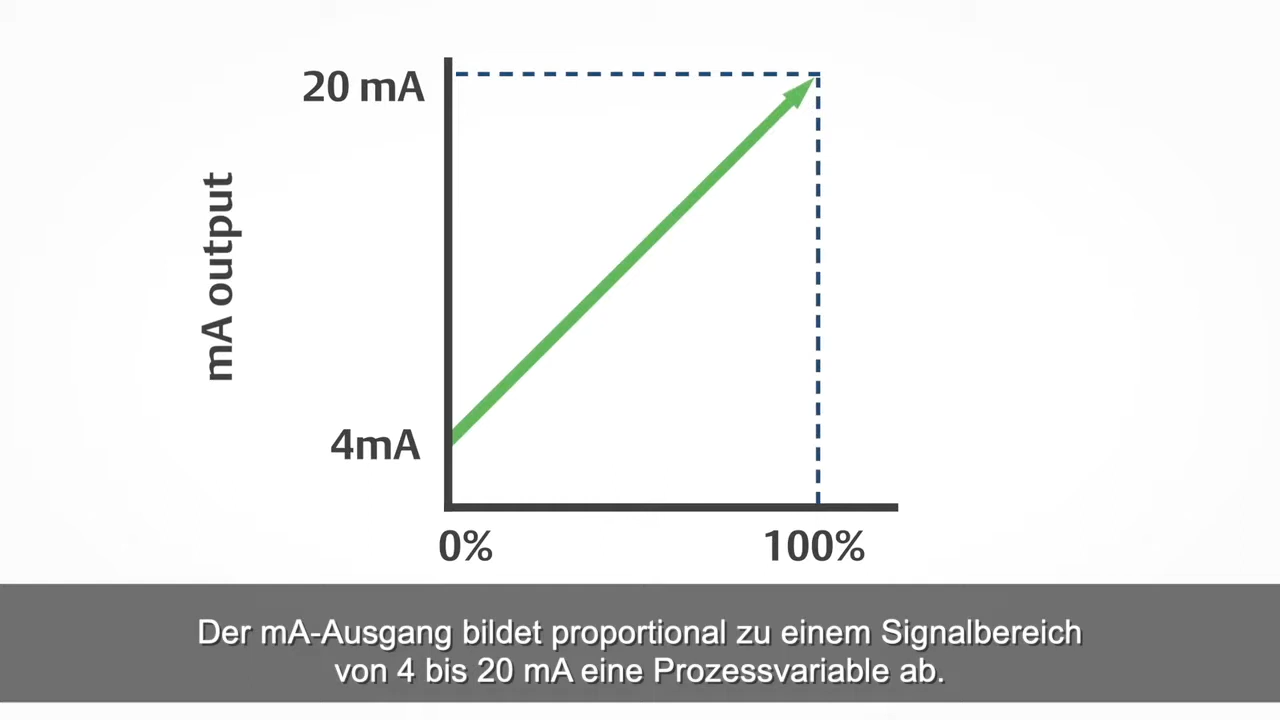 20 mA
mA output
4mA
0%
100%
Der mA-Ausgang bildet proportional zu einem Signalbereich
von 4 bis 20 mA eine Prozessvariable ab.